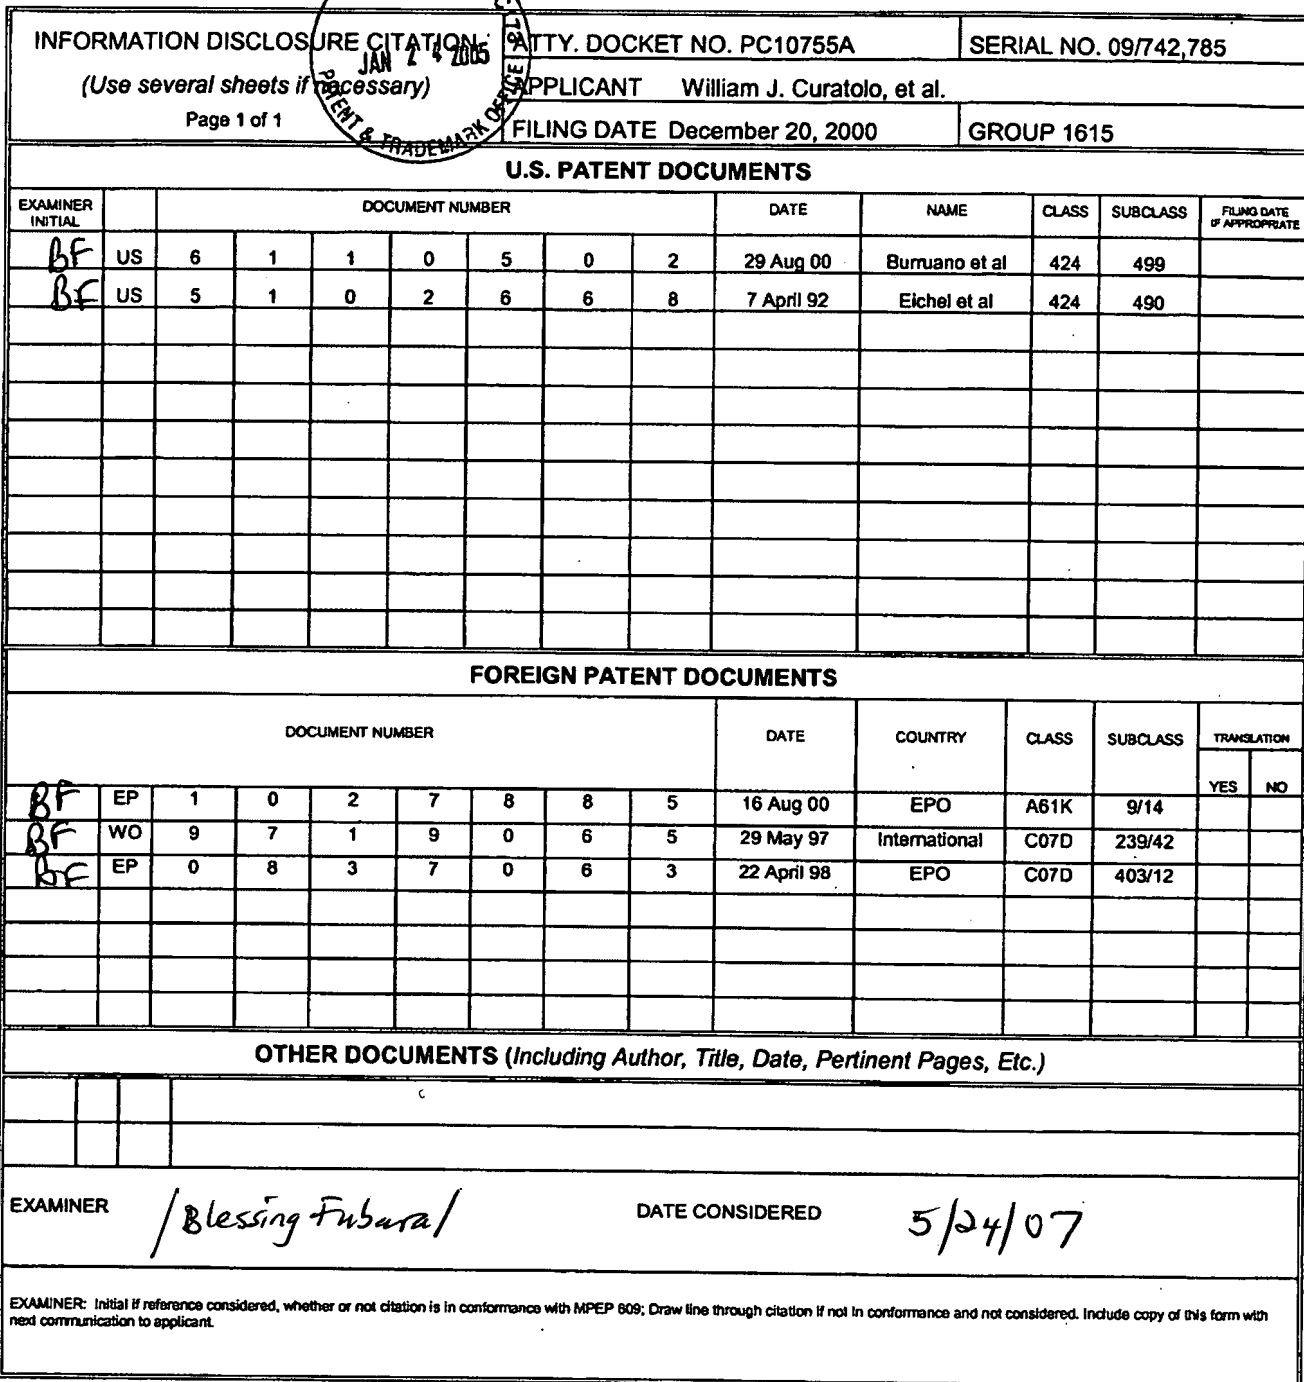 INFORMATION DISCLOSURE CITATION
(Use several sheets if necessary)
Page 1 of 1
JAN 24 2005
PATENT & TRADEMARK OFFICE
ATTY. DOCKET NO. PC10755A
SERIAL NO. 09/742,785
APPLICANT William J. Curatolo, et al.
FILING DATE December 20, 2000
GROUP 1615
U.S. PATENT DOCUMENTS
EXAMINER INITIAL DOCUMENT NUMBER DATE NAME CLASS SUBCLASS FILING DATE IF APPROPRIATE
BF US 6 1 1 0 5 0 2 29 Aug 00 Burruano et al 424 499
BF US 5 1 0 2 6 6 8 7 April 92 Eichel et al 424 490
FOREIGN PATENT DOCUMENTS
DOCUMENT NUMBER DATE COUNTRY CLASS SUBCLASS TRANSLATION
YES NO
BF EP 1 0 2 7 8 8 5 16 Aug 00 EPO A61K 9/14
BF WO 9 7 1 9 0 6 5 29 May 97 International C07D 239/42
BF EP 0 8 3 7 0 6 3 22 April 98 EPO C07D 403/12
OTHER DOCUMENTS (Including Author, Title, Date, Pertinent Pages, Etc.)
EXAMINER /Blessing Fubara/ DATE CONSIDERED 5/24/07
EXAMINER: Initial if reference considered, whether or not citation is in conformance with MPEP 609; Draw line through citation if not in conformance and not considered. Include copy of this form with
next communication to applicant.